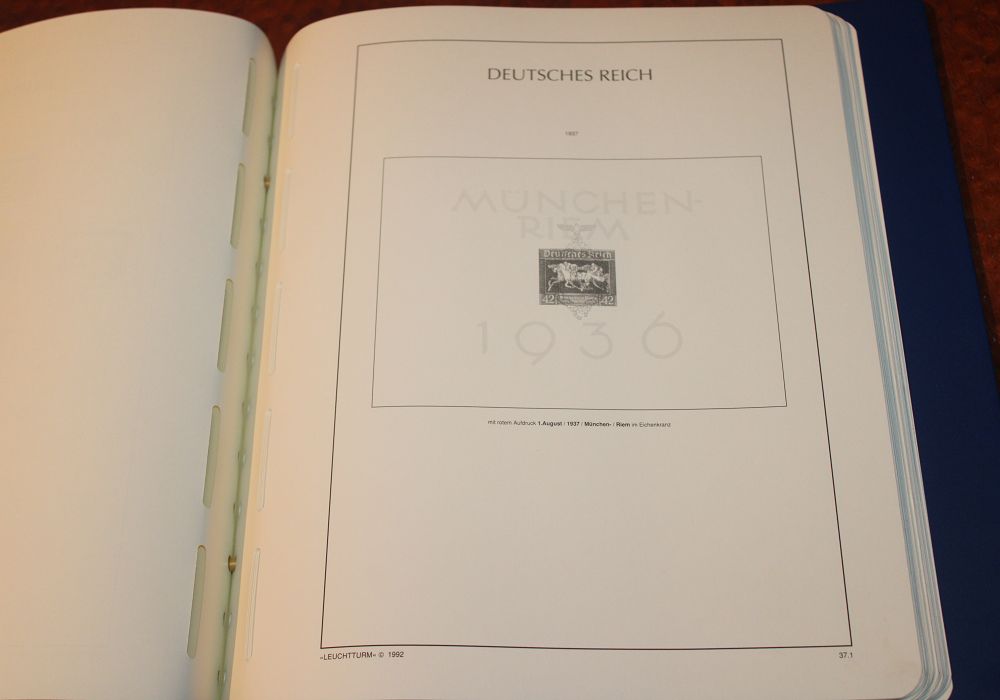 DEUTSCHES REICH
1937
MÜNCHEN-
RIEM
Deutsches Reich
42 42
1936
mit rotem Aufdruck 1.August / 1937 / München- / Riem im Eichenkranz
»LEUCHTTURM« © 1992
37.1